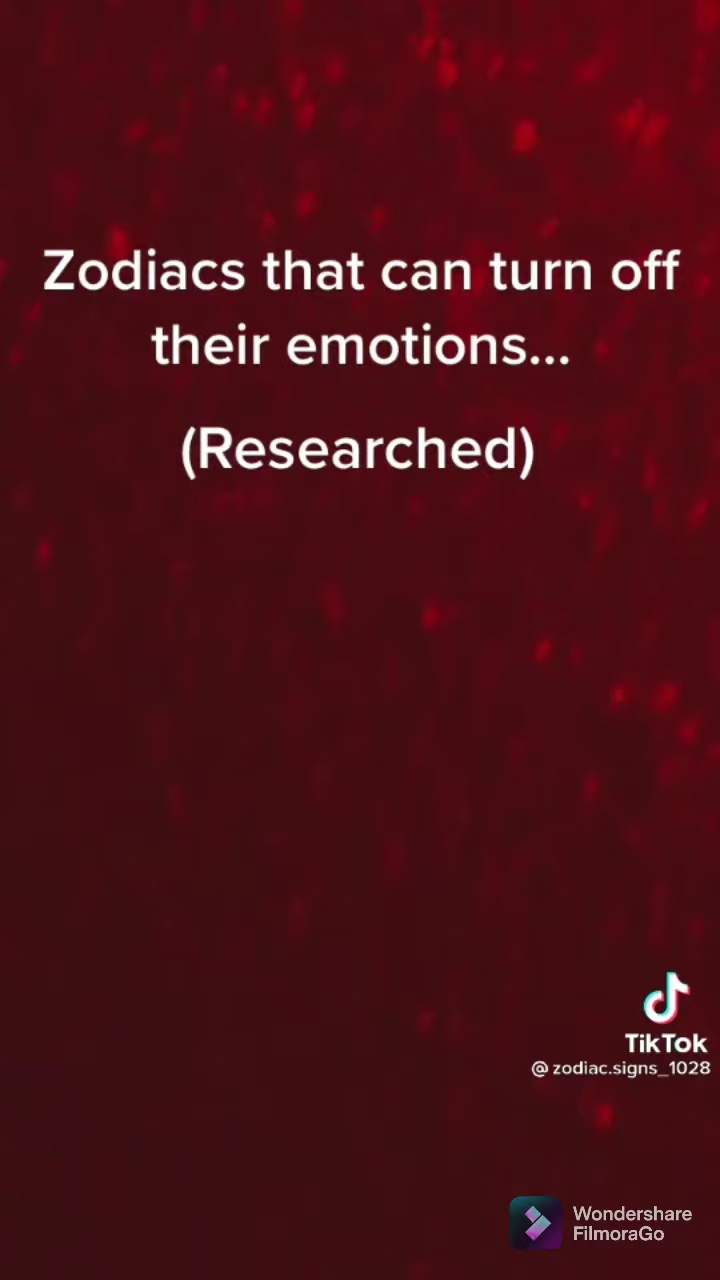 Zodiacs that can turn off
their emotions...
(Researched)
TikTok
@zodiac.signs_1028
Wondershare
FilmoraGo